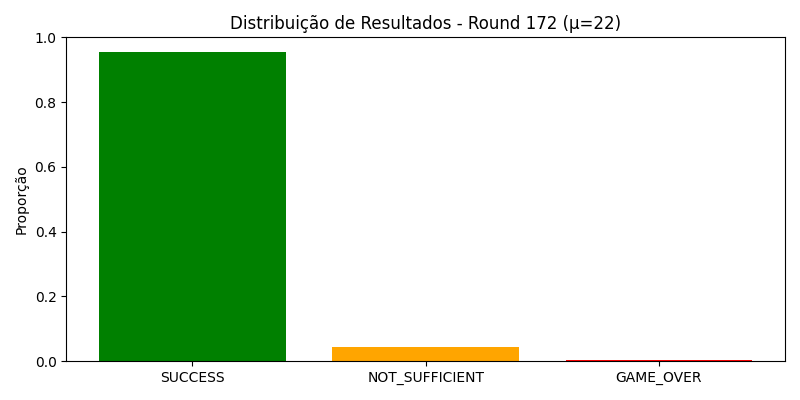 Distribuição de Resultados - Round 172 (μ=22)
Proporção
1.0
0.8
0.6
0.4
0.2
0.0
SUCCESS NOT_SUFFICIENT GAME_OVER